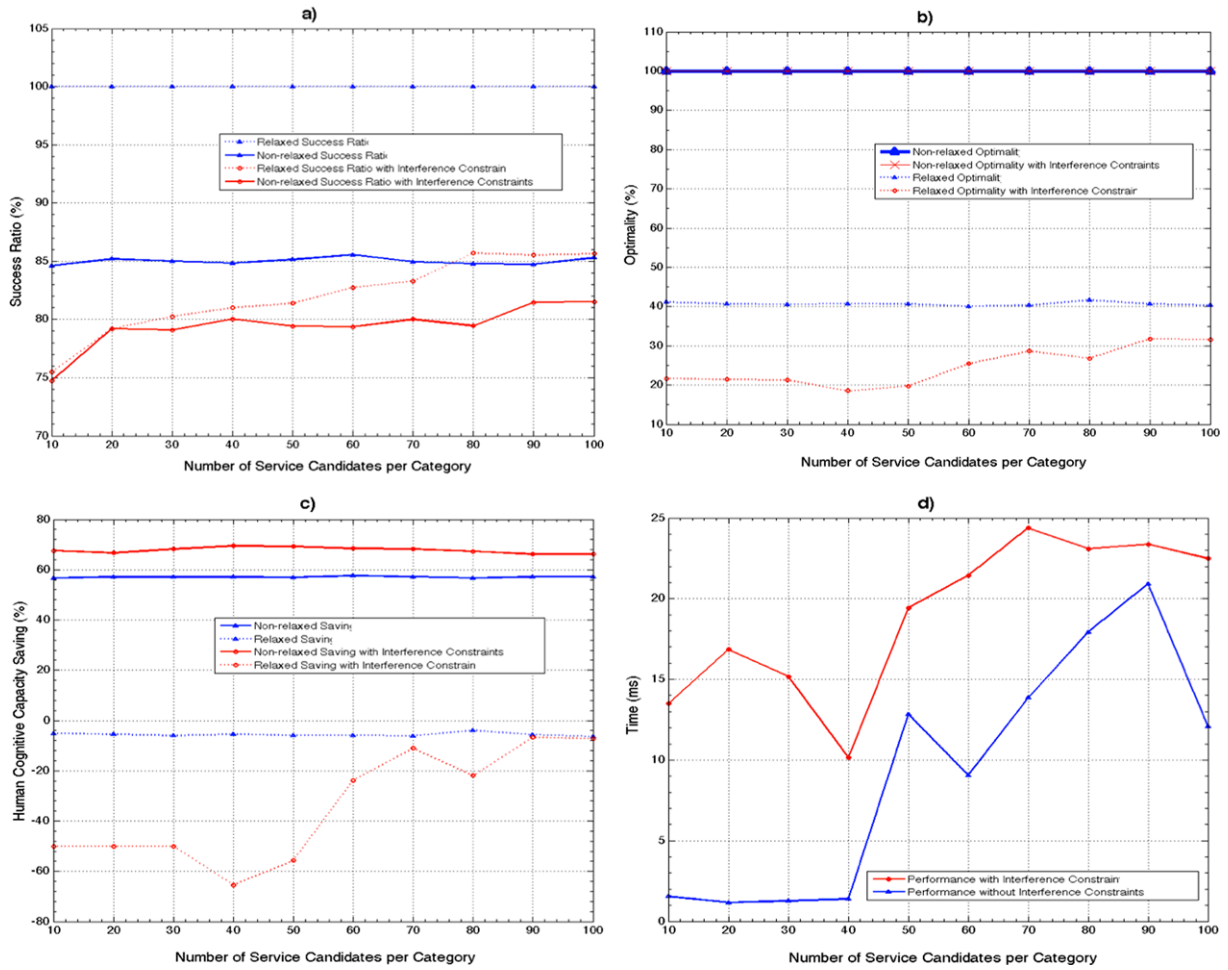 a)
105
100
95
90
85
80
75
70
Success Ratio (%)
Relaxed Success Ratio
Non-relaxed Success Ratio
Relaxed Success Ratio with Interference Constrain
Non-relaxed Success Ratio with Interference Constraints
10 20 30 40 50 60 70 80 90 100
Number of Service Candidates per Category
b)
110
100
90
80
70
60
50
40
30
20
10
Optimality (%)
Non-relaxed Optimalit
Non-relaxed Optimality with Interference Contraints
Relaxed Optimalit
Relaxed Optimality with Interference Constrain
10 20 30 40 50 60 70 80 90 100
Number of Service Candidates per Category
c)
80
60
40
20
0
-20
-40
-60
-80
Human Cognitive Capacity Saving (%)
Non-relaxed Saving
Relaxed Saving
Non-relaxed Saving with Interference Constraints
Relaxed Saving with Interference Constrain
10 20 30 40 50 60 70 80 90 100
Number of Service Candidates per Category
d)
25
20
15
10
5
0
Time (ms)
Performance with Interference Constrain
Performance without Interference Constraints
10 20 30 40 50 60 70 80 90 100
Number of Service Candidates per Category